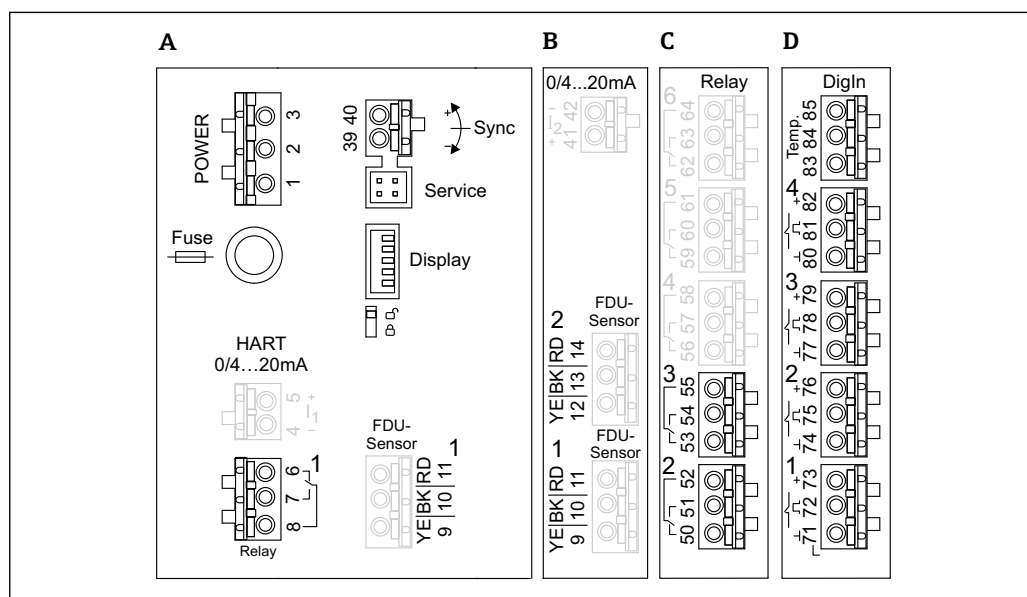 A
B
C
D
POWER
3
2
1
39 40
+
-
Sync
Service
Fuse
Display
HART
0/4...20mA
5
4
+
I1
-
6
7
8
1
Relay
FDU-
Sensor
1
YE|BK|RD
9 | 10 | 11
0/4...20mA
-
I2
+
41 42
FDU-
Sensor
2
YE|BK|RD
12 | 13 | 14
FDU-
Sensor
1
YE|BK|RD
9 | 10 | 11
Relay
6
62 63 64
5
59 60 61
4
56 57 58
3
53 54 55
2
50 51 52
DigIn
Temp.
83 84 85
4
+
80 81 82
3
+
77 78 79
2
+
74 75 76
1
+
71 72 73